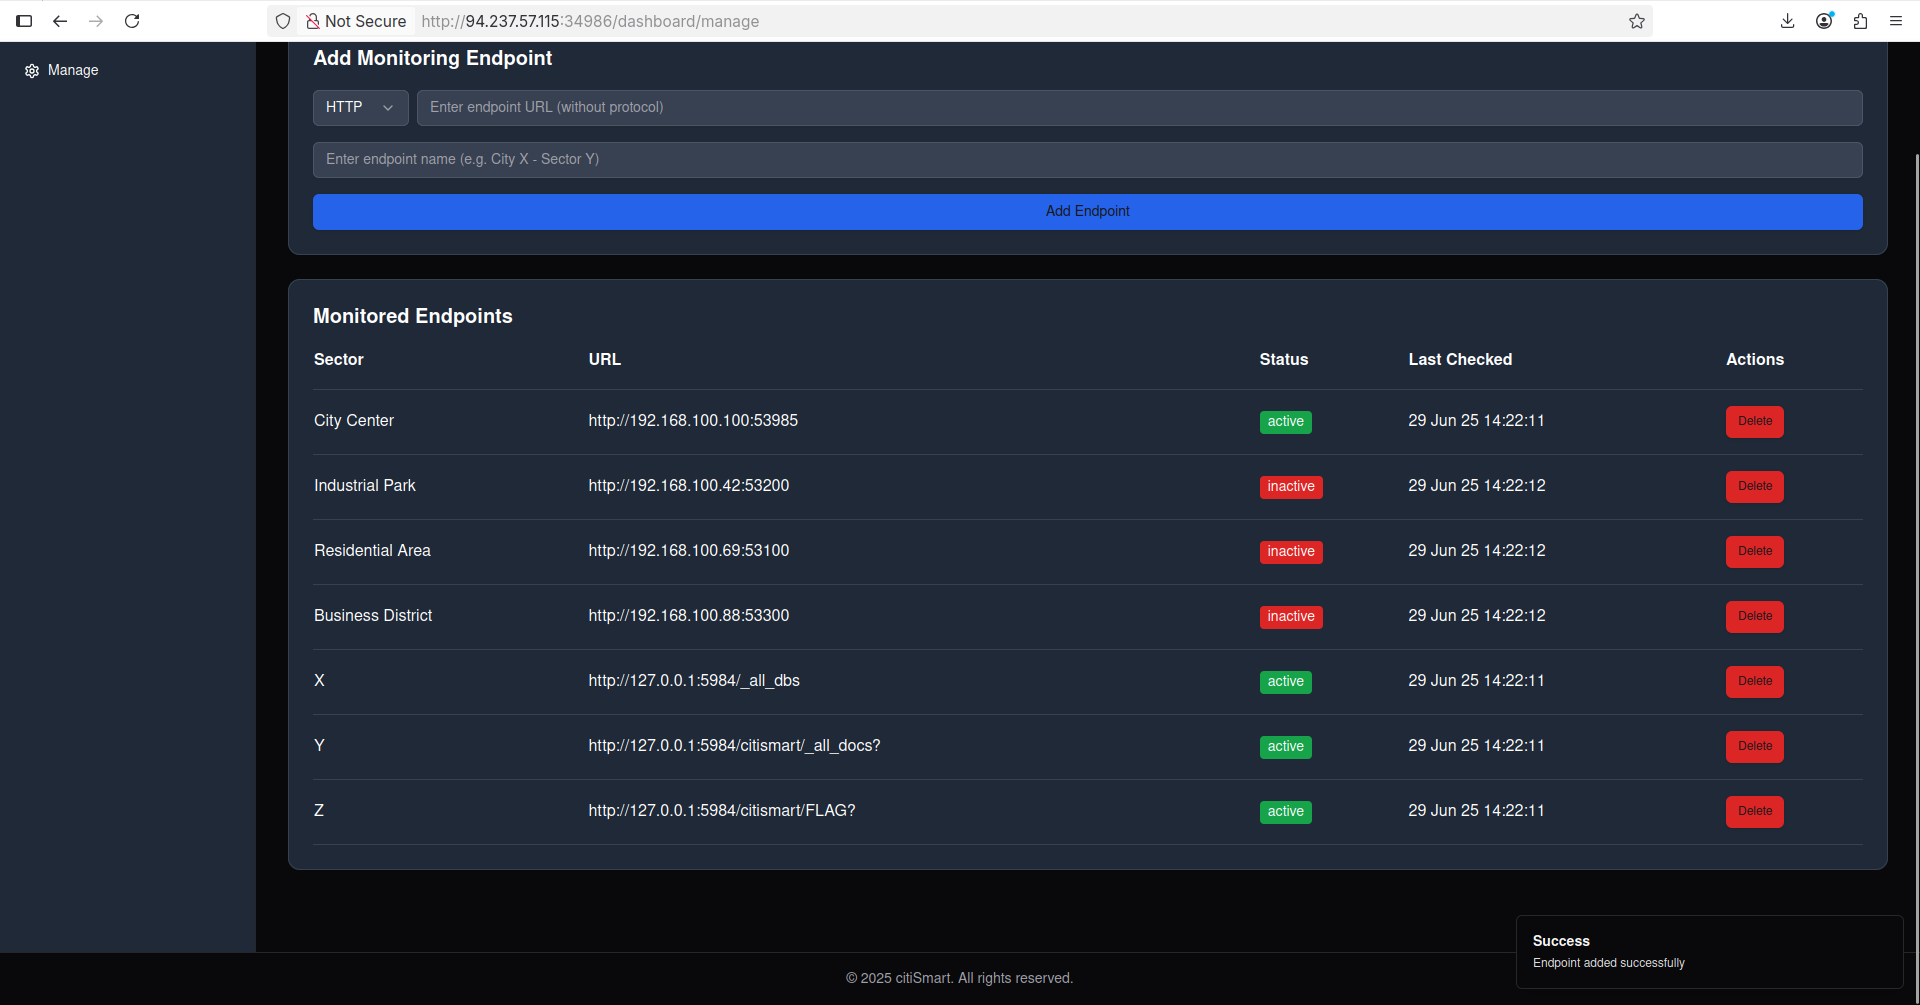 Not Secure http://94.237.57.115:34986/dashboard/manage
Manage
Add Monitoring Endpoint
HTTP Enter endpoint URL (without protocol)
Enter endpoint name (e.g. City X - Sector Y)
Add Endpoint
Monitored Endpoints
Sector URL Status Last Checked Actions
City Center http://192.168.100.100:53985 active 29 Jun 25 14:22:11 Delete
Industrial Park http://192.168.100.42:53200 inactive 29 Jun 25 14:22:12 Delete
Residential Area http://192.168.100.69:53100 inactive 29 Jun 25 14:22:12 Delete
Business District http://192.168.100.88:53300 inactive 29 Jun 25 14:22:12 Delete
X http://127.0.0.1:5984/_all_dbs active 29 Jun 25 14:22:11 Delete
Y http://127.0.0.1:5984/citismart/_all_docs? active 29 Jun 25 14:22:11 Delete
Z http://127.0.0.1:5984/citismart/FLAG? active 29 Jun 25 14:22:11 Delete
Success
Endpoint added successfully
© 2025 citiSmart. All rights reserved.